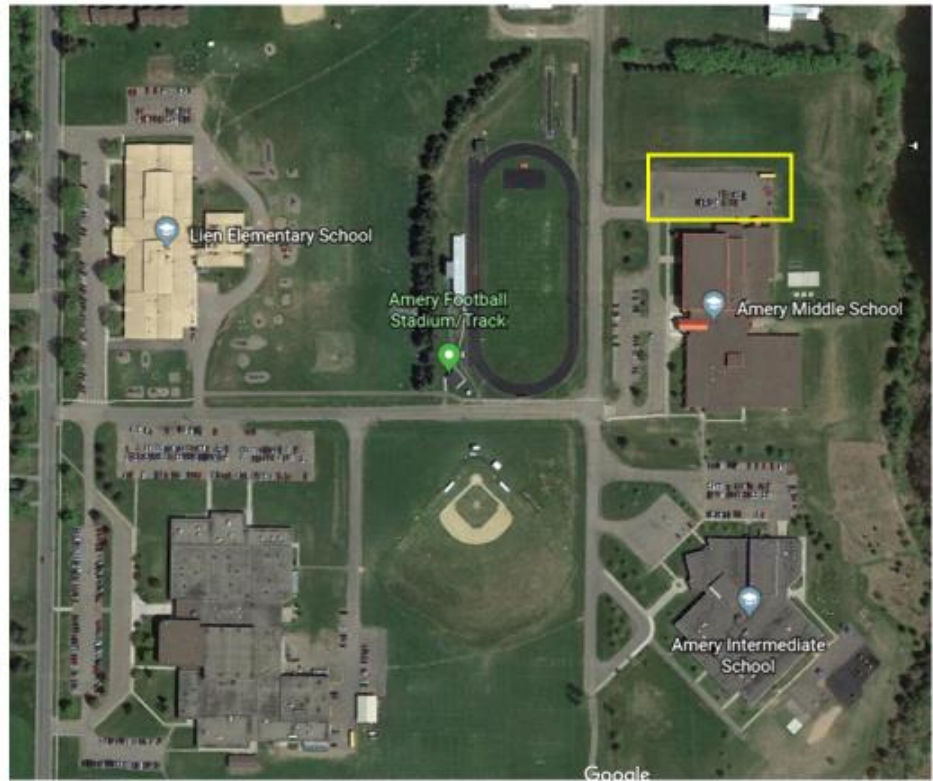 Lien Elementary School
Amery Football
Stadium/Track
Amery Middle School
Amery Intermediate
School
Google